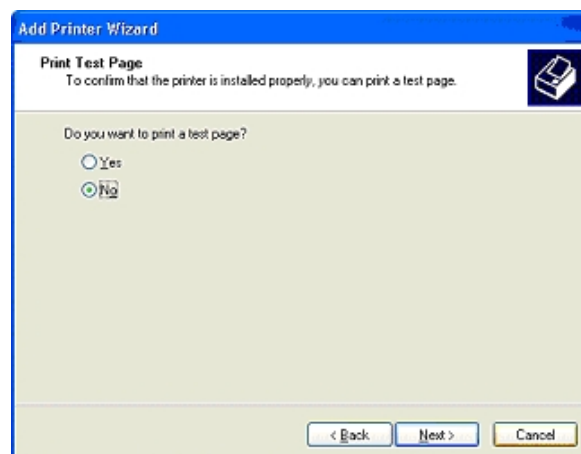 Add Printer Wizard
Print Test Page
To confirm that the printer is installed properly, you can print a test page.
Do you want to print a test page?
Yes
No
< Back
Next >
Cancel